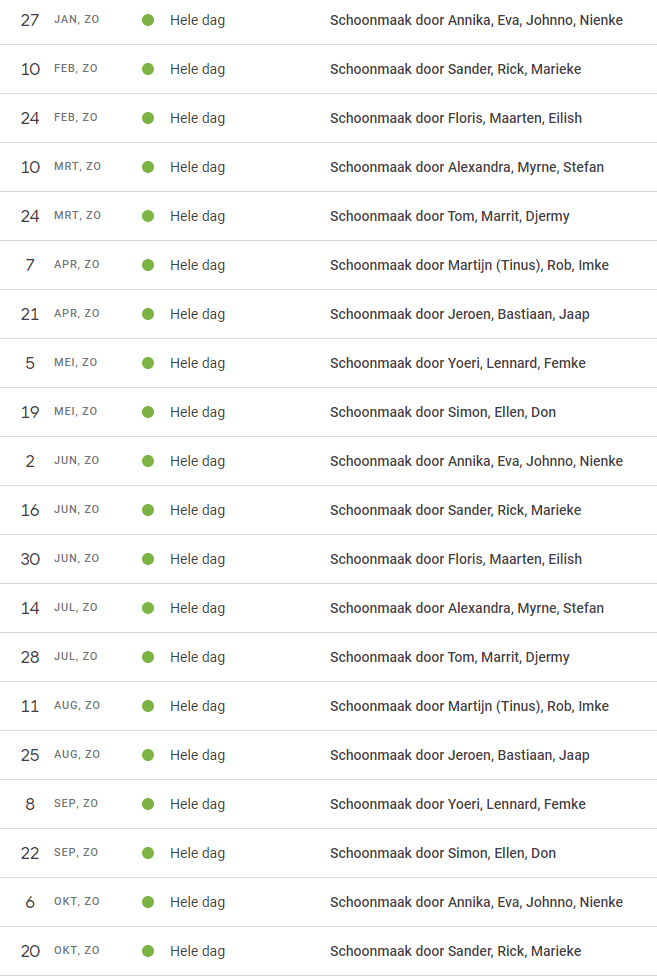 27 JAN, ZO Hele dag Schoonmaak door Annika, Eva, Johnno, Nienke
10 FEB, ZO Hele dag Schoonmaak door Sander, Rick, Marieke
24 FEB, ZO Hele dag Schoonmaak door Floris, Maarten, Eilish
10 MRT, ZO Hele dag Schoonmaak door Alexandra, Myrne, Stefan
24 MRT, ZO Hele dag Schoonmaak door Tom, Marrit, Djermy
7 APR, ZO Hele dag Schoonmaak door Martijn (Tinus), Rob, Imke
21 APR, ZO Hele dag Schoonmaak door Jeroen, Bastiaan, Jaap
5 MEI, ZO Hele dag Schoonmaak door Yoeri, Lennard, Femke
19 MEI, ZO Hele dag Schoonmaak door Simon, Ellen, Don
2 JUN, ZO Hele dag Schoonmaak door Annika, Eva, Johnno, Nienke
16 JUN, ZO Hele dag Schoonmaak door Sander, Rick, Marieke
30 JUN, ZO Hele dag Schoonmaak door Floris, Maarten, Eilish
14 JUL, ZO Hele dag Schoonmaak door Alexandra, Myrne, Stefan
28 JUL, ZO Hele dag Schoonmaak door Tom, Marrit, Djermy
11 AUG, ZO Hele dag Schoonmaak door Martijn (Tinus), Rob, Imke
25 AUG, ZO Hele dag Schoonmaak door Jeroen, Bastiaan, Jaap
8 SEP, ZO Hele dag Schoonmaak door Yoeri, Lennard, Femke
22 SEP, ZO Hele dag Schoonmaak door Simon, Ellen, Don
6 OKT, ZO Hele dag Schoonmaak door Annika, Eva, Johnno, Nienke
20 OKT, ZO Hele dag Schoonmaak door Sander, Rick, Marieke